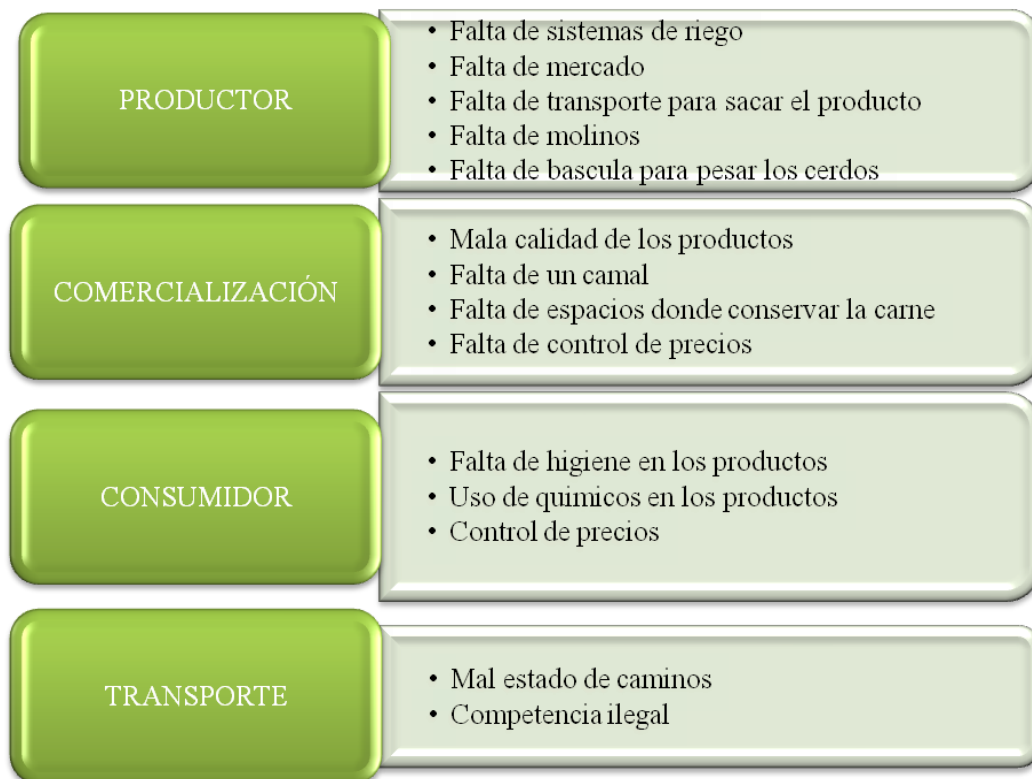 PRODUCTOR
• Falta de sistemas de riego
• Falta de mercado
• Falta de transporte para sacar el producto
• Falta de molinos
• Falta de bascula para pesar los cerdos
COMERCIALIZACIÓN
• Mala calidad de los productos
• Falta de un camal
• Falta de espacios donde conservar la carne
• Falta de control de precios
CONSUMIDOR
• Falta de higiene en los productos
• Uso de quimicos en los productos
• Control de precios
TRANSPORTE
• Mal estado de caminos
• Competencia ilegal